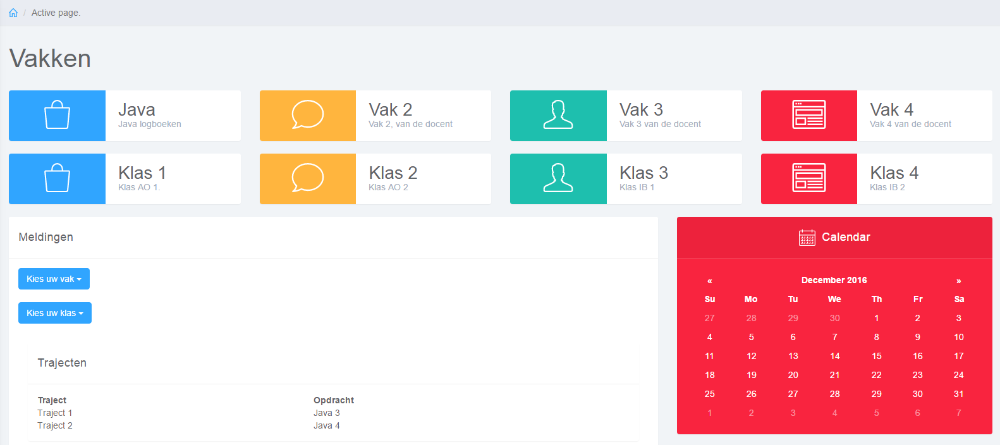 / Active page.
Vakken
Java
Java logboeken
Vak 2
Vak 2, van de docent
Vak 3
Vak 3 van de docent
Vak 4
Vak 4 van de docent
Klas 1
Klas AO 1.
Klas 2
Klas AO 2
Klas 3
Klas IB 1
Klas 4
Klas IB 2
Meldingen
Kies uw vak
Kies uw klas
Trajecten
Traject Opdracht
Traject 1 Java 3
Traject 2 Java 4
Calendar
« December 2016 »
Su Mo Tu We Th Fr Sa
27 28 29 30 1 2 3
4 5 6 7 8 9 10
11 12 13 14 15 16 17
18 19 20 21 22 23 24
25 26 27 28 29 30 31
1 2 3 4 5 6 7